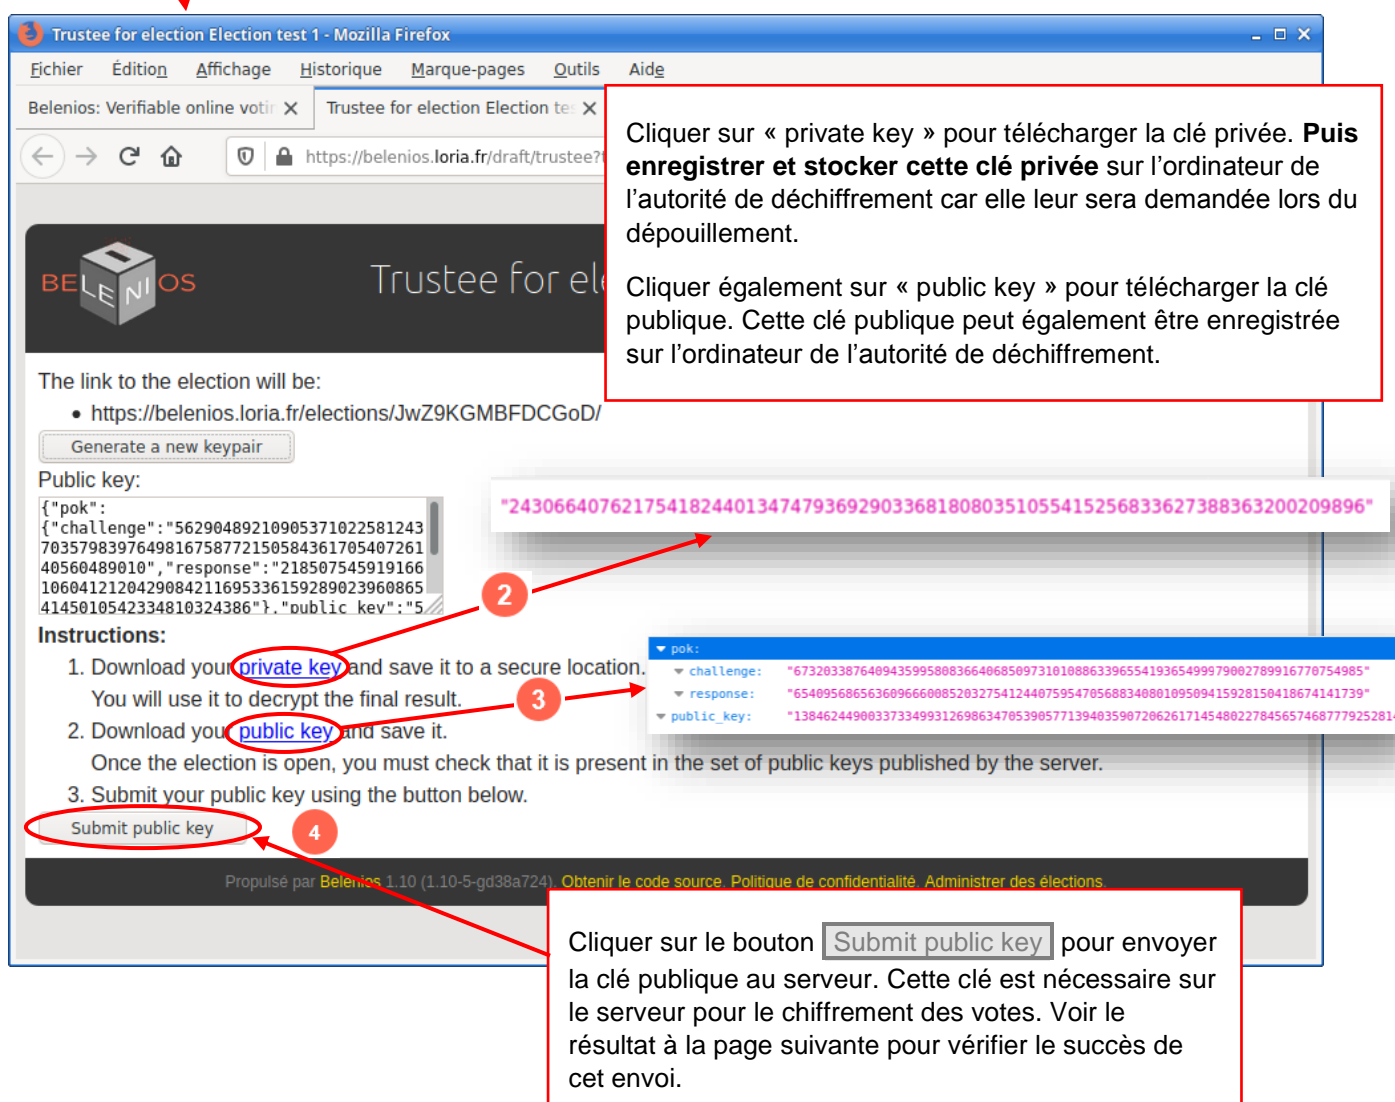 Trustee for election Election test 1 - Mozilla Firefox
Fichier Édition Affichage Historique Marque-pages Outils Aide
Belenios: Verifiable online votin Trustee for election Election tes
https://belenios.loria.fr/draft/trustee?t
Cliquer sur « private key » pour télécharger la clé privée. Puis
enregistrer et stocker cette clé privée sur l’ordinateur de
l’autorité de déchiffrement car elle leur sera demandée lors du
dépouillement.
Cliquer également sur « public key » pour télécharger la clé
publique. Cette clé publique peut également être enregistrée
sur l’ordinateur de l’autorité de déchiffrement.
BELENIOS
Trustee for ele
The link to the election will be:
• https://belenios.loria.fr/elections/JwZ9KGMBFDCGoD/
Generate a new keypair
Public key:
{"pok":
{"challenge":"56290489210905371022581243
7035798397649816758772150584361705407261
40560489010","response":"218507545919166
1060412120429084211695336159289023960865
4145010542334810324386"},"public_key":"5
"24306640762175418244013474793692903368180803510554152568336273883632002098​96"
2
Instructions:
1. Download your private key and save it to a secure location.
You will use it to decrypt the final result.
3
2. Download your public key and save it.
Once the election is open, you must check that it is present in the set of public keys published by the server.
3. Submit your public key using the button below.
pok:
challenge: "67320338764094359958083664068509731010886339655419365499979002789916770754985"
response: "65409568656360966600852032754124407595470568834080109509415928150418674141739"
public_key: "1384624490033733499312698634705390577139403590720626171454802278456574687779252814
Submit public key
4
Propulsé par Belenios 1.10 (1.10-5-gd38a724). Obtenir le code source. Politique de confidentialité. Administrer des élections.
Cliquer sur le bouton Submit public key pour envoyer
la clé publique au serveur. Cette clé est nécessaire sur
le serveur pour le chiffrement des votes. Voir le
résultat à la page suivante pour vérifier le succès de
cet envoi.